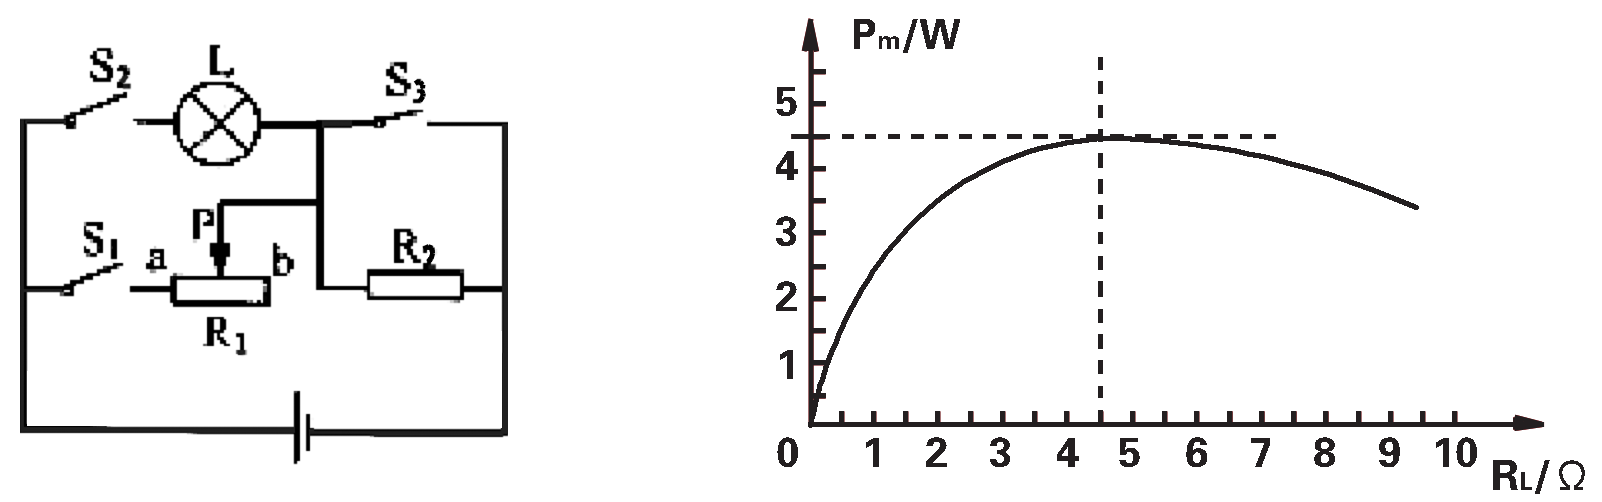 S₂ L S₃
P
S₁ a b R₂
R₁
Pm/W
5
4
3
2
1
0 1 2 3 4 5 6 7 8 9 10
RL/Ω